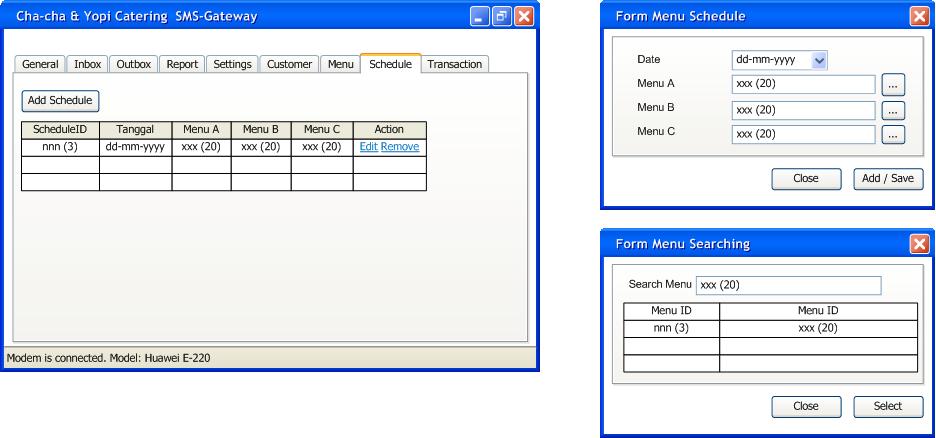 Cha-cha & Yopi Catering SMS-Gateway
General Inbox Outbox Report Settings Customer Menu Schedule Transaction
Add Schedule
ScheduleID Tanggal Menu A Menu B Menu C Action
nnn (3) dd-mm-yyyy xxx (20) xxx (20) xxx (20) Edit Remove
Modem is connected. Model: Huawei E-220
Form Menu Schedule
Date dd-mm-yyyy
Menu A xxx (20) ...
Menu B xxx (20) ...
Menu C xxx (20) ...
Close Add / Save
Form Menu Searching
Search Menu xxx (20)
Menu ID Menu ID
nnn (3) xxx (20)
Close Select